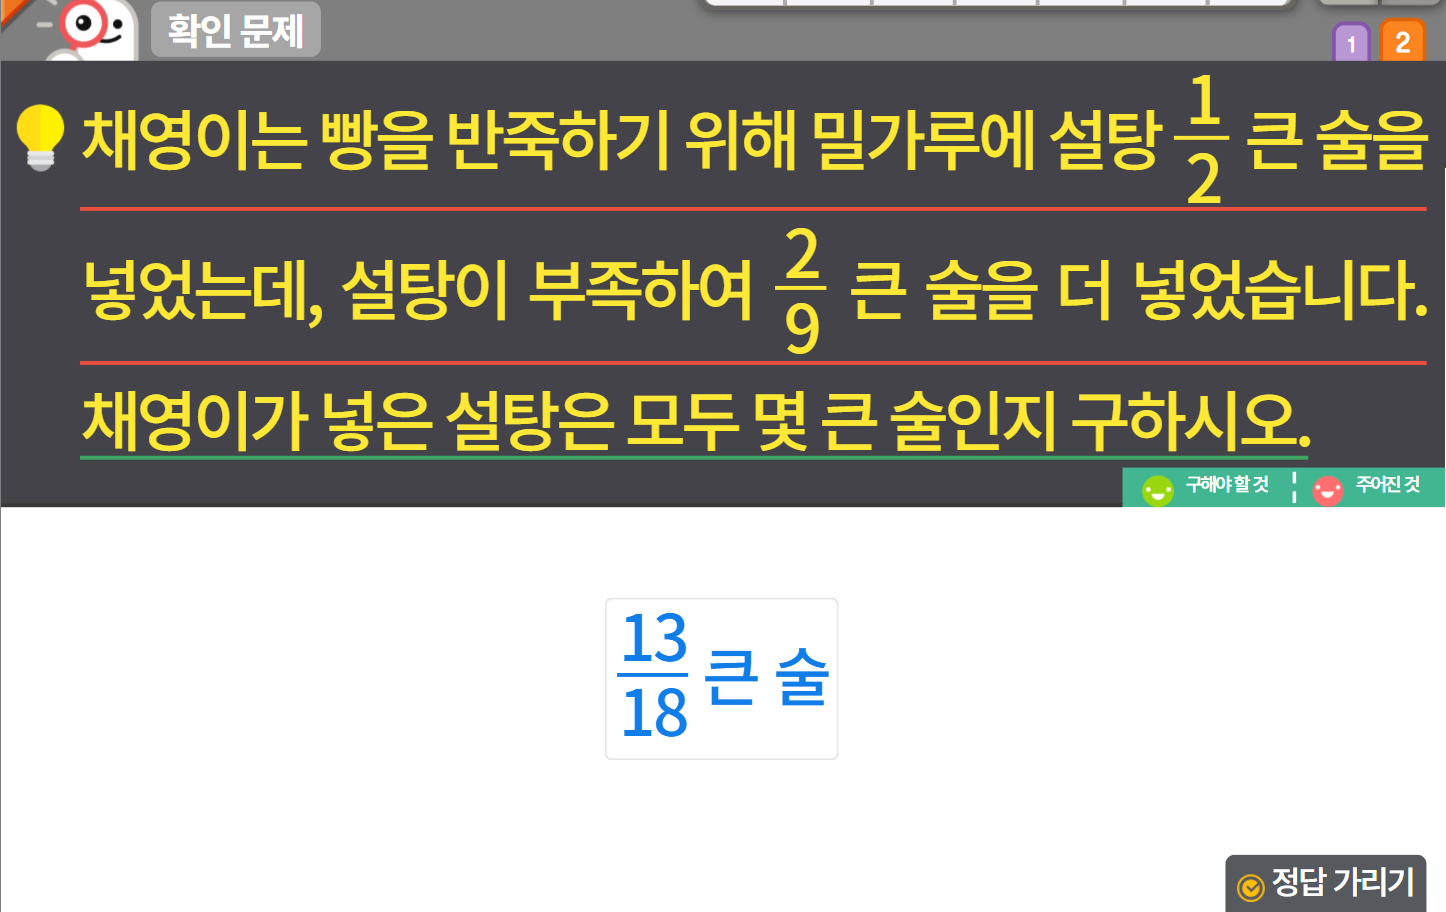 확인 문제
1 2
채영이는 빵을 반죽하기 위해 밀가루에 설탕 1/2 큰 술을
넣었는데, 설탕이 부족하여 2/9 큰 술을 더 넣었습니다.
채영이가 넣은 설탕은 모두 몇 큰 술인지 구하시오.
구해야 할 것 주어진 것
13/18 큰 술
정답 가리기